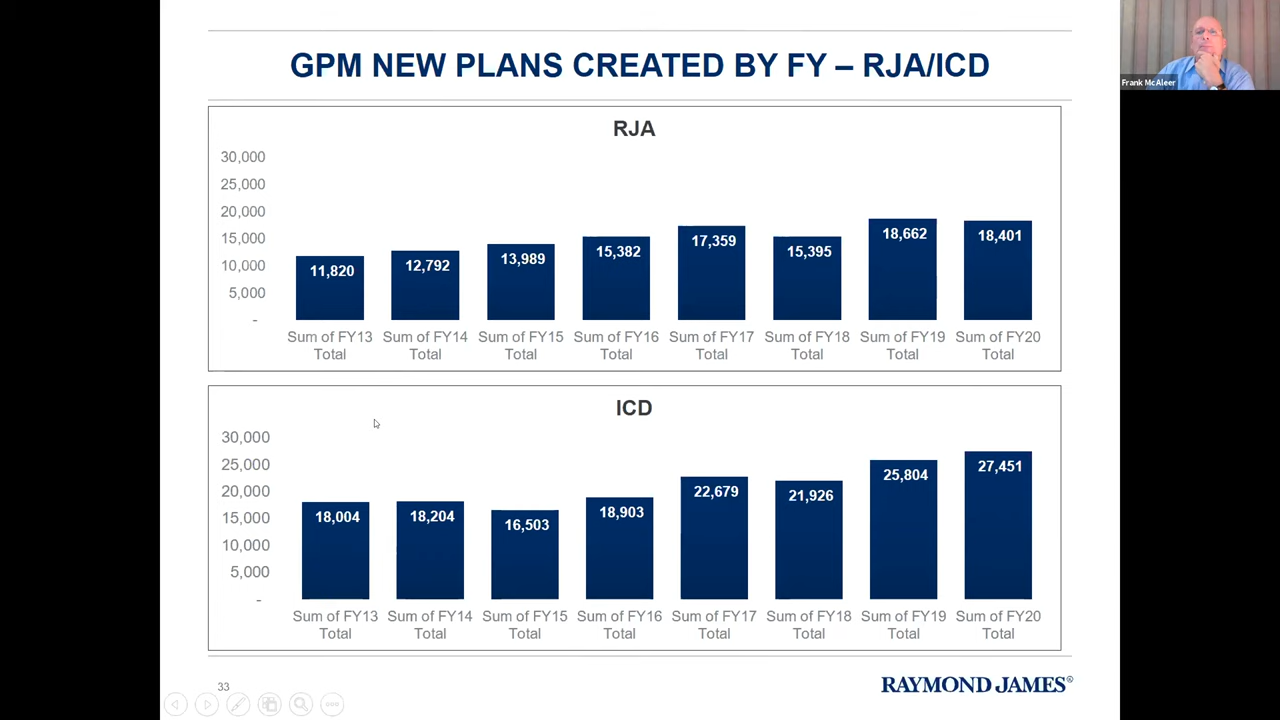 GPM NEW PLANS CREATED BY FY – RJA/ICD
Frank McAleer
RJA
30,000
25,000
20,000
15,000
10,000
5,000
-
11,820
12,792
13,989
15,382
17,359
15,395
18,662
18,401
Sum of FY13 Total
Sum of FY14 Total
Sum of FY15 Total
Sum of FY16 Total
Sum of FY17 Total
Sum of FY18 Total
Sum of FY19 Total
Sum of FY20 Total
ICD
30,000
25,000
20,000
15,000
10,000
5,000
-
18,004
18,204
16,503
18,903
22,679
21,926
25,804
27,451
Sum of FY13 Total
Sum of FY14 Total
Sum of FY15 Total
Sum of FY16 Total
Sum of FY17 Total
Sum of FY18 Total
Sum of FY19 Total
Sum of FY20 Total
33
RAYMOND JAMES®